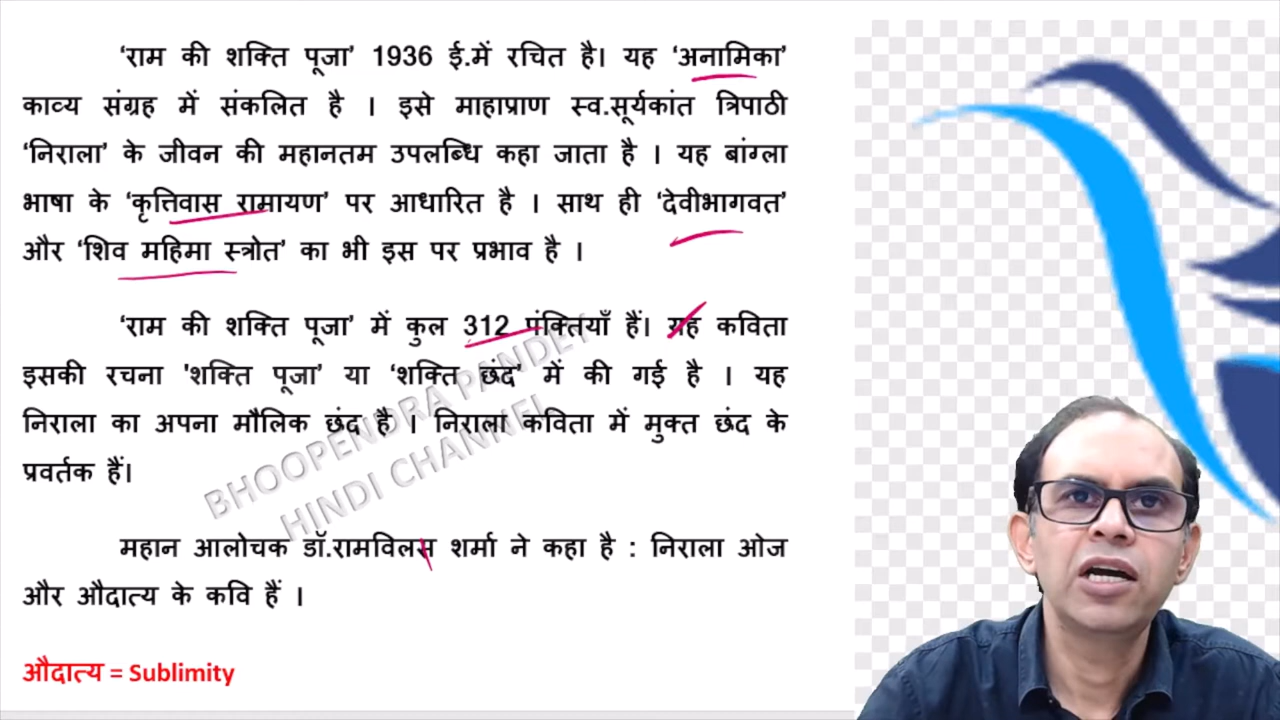 ‘राम की शक्ति पूजा’ 1936 ई.में रचित है। यह ‘अनामिका’
काव्य संग्रह में संकलित है । इसे माहाप्राण स्व.सूर्यकांत त्रिपाठी
‘निराला’ के जीवन की महानतम उपलब्धि कहा जाता है । यह बांग्ला
भाषा के ‘कृत्तिवास रामायण’ पर आधारित है । साथ ही ‘देवीभागवत’
और ‘शिव महिमा स्त्रोत’ का भी इस पर प्रभाव है ।
‘राम की शक्ति पूजा’ में कुल 312 पंक्तियाँ हैं। यह कविता
इसकी रचना 'शक्ति पूजा’ या ‘शक्ति छंद’ में की गई है । यह
निराला का अपना मौलिक छंद है । निराला कविता में मुक्त छंद के
प्रवर्तक हैं।
BHOOPENDRA PANDEY
HINDI CHANNEL
महान आलोचक डॉ.रामविलस शर्मा ने कहा है : निराला ओज
और औदात्य के कवि हैं ।
औदात्य = Sublimity